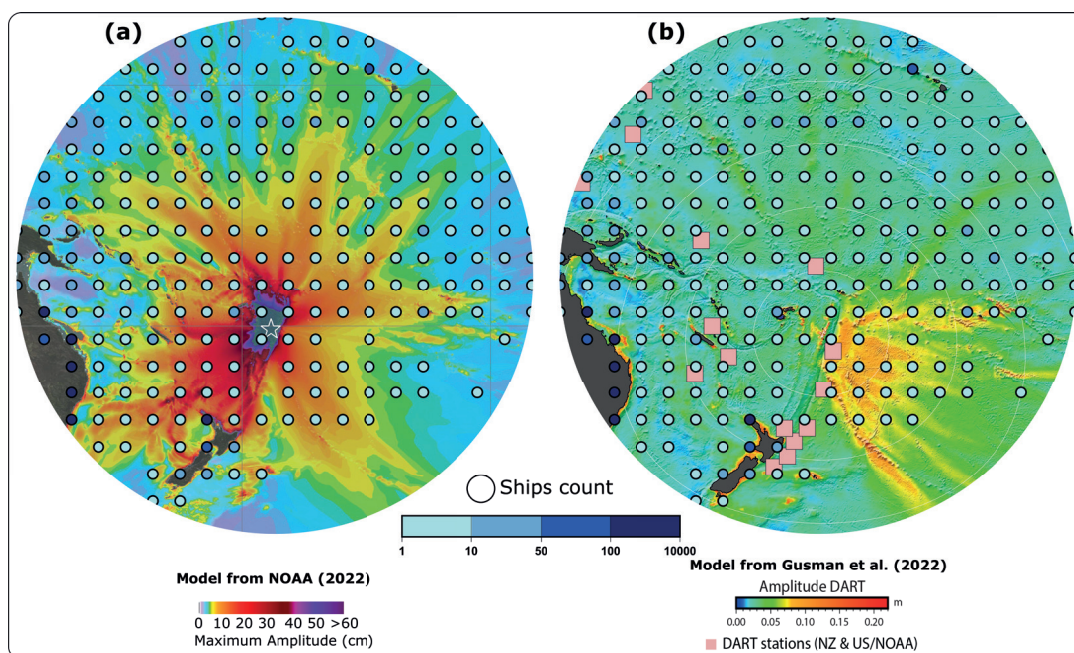 (a)
(b)
Ships count
1 10 50 100 10000
Model from NOAA (2022)
0 10 20 30 40 50 >60
Maximum Amplitude (cm)
Model from Gusman et al. (2022)
Amplitude DART
m
0.00 0.05 0.10 0.15 0.20
DART stations (NZ & US/NOAA)